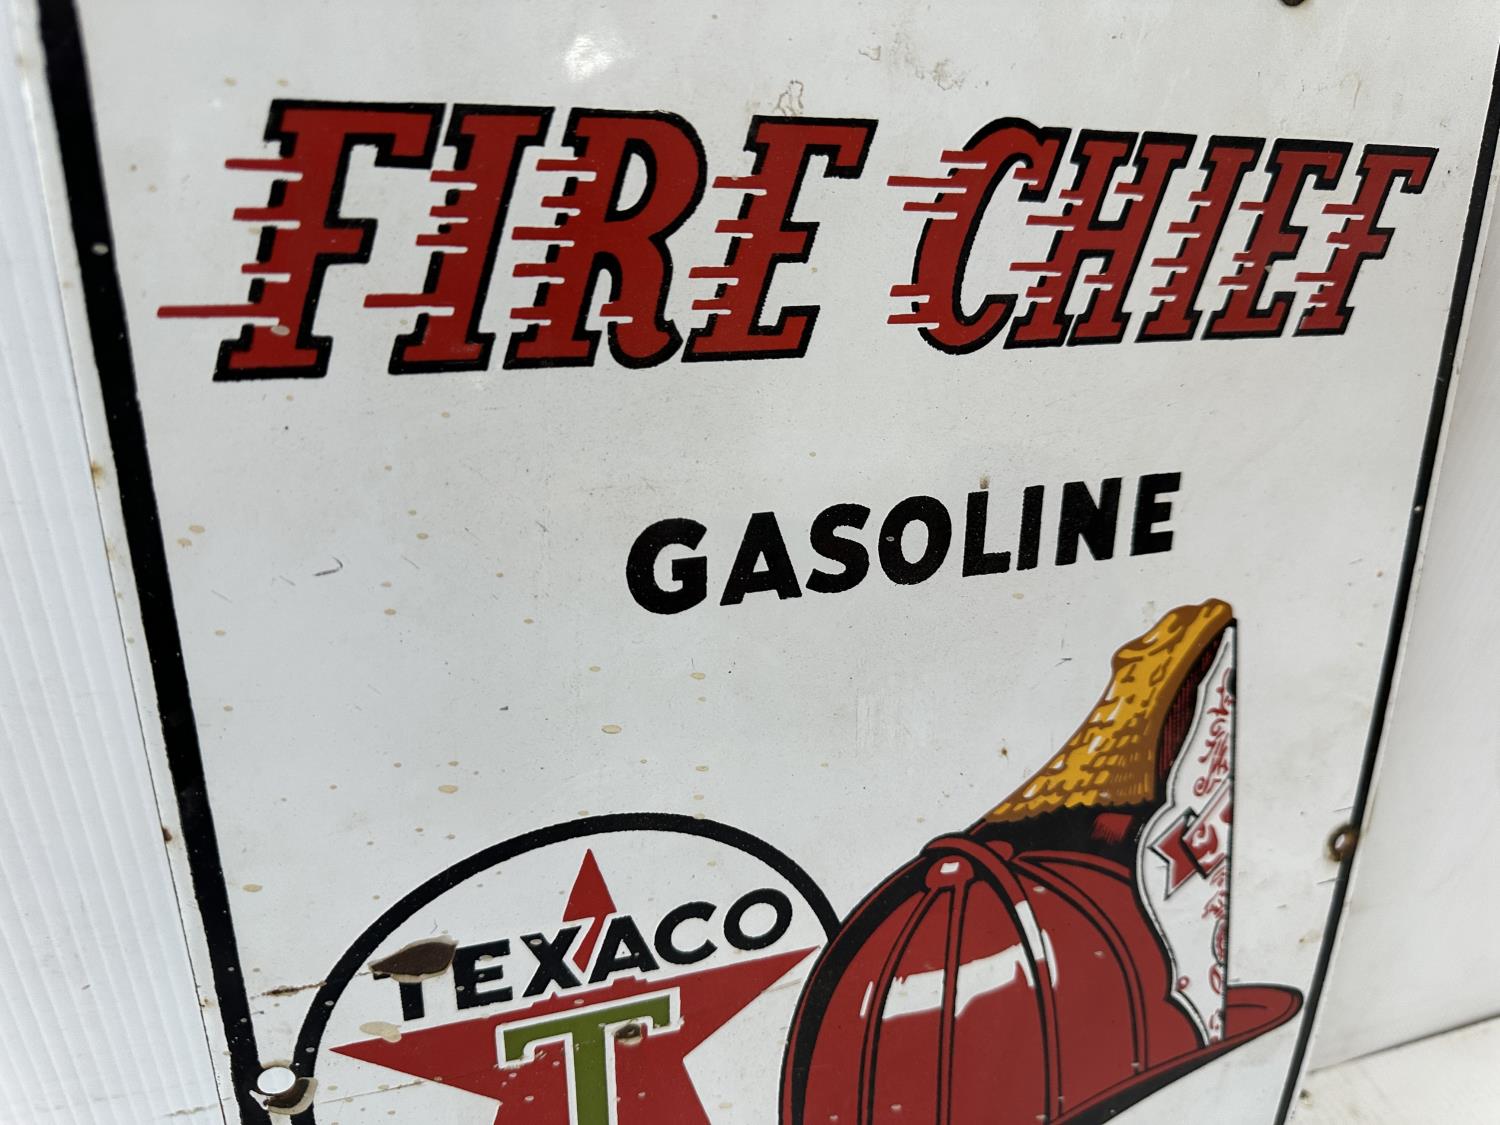 FIRE CHIEF
GASOLINE
TEXACO
T